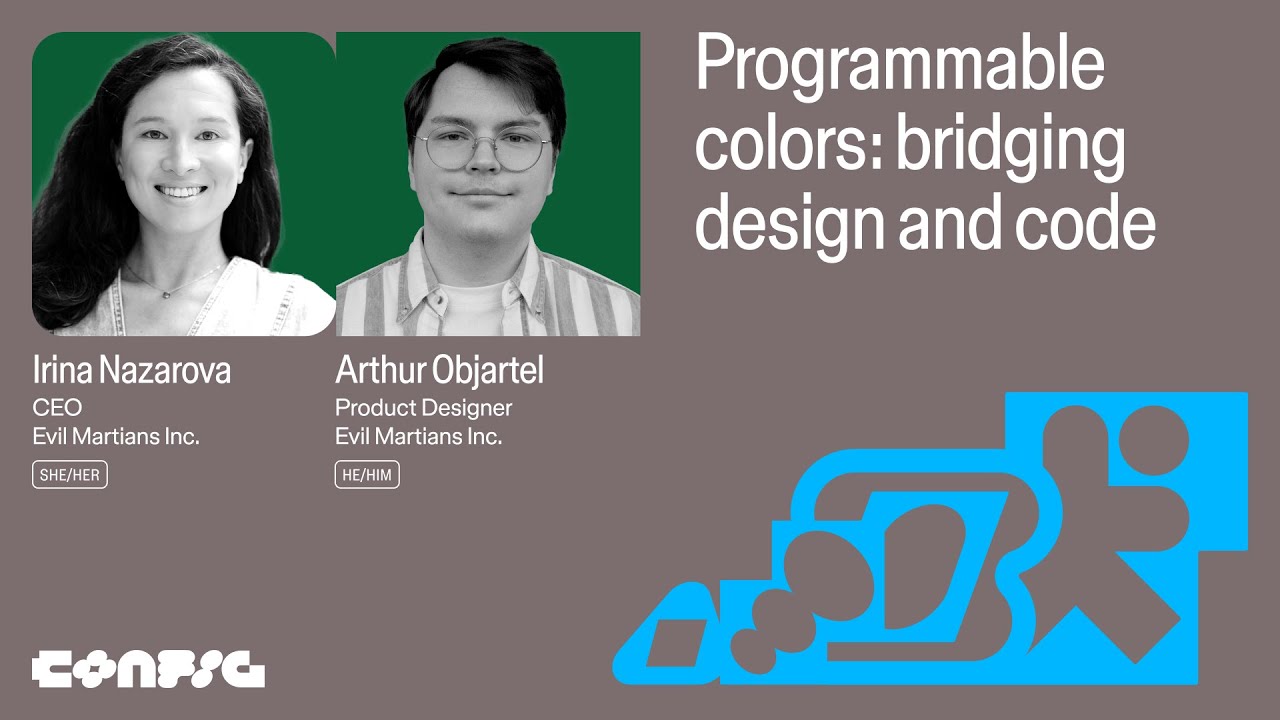 Programmable
colors: bridging
design and code
Irina Nazarova
CEO
Evil Martians Inc.
SHE/HER
Arthur Objartel
Product Designer
Evil Martians Inc.
HE/HIM
CONFIG